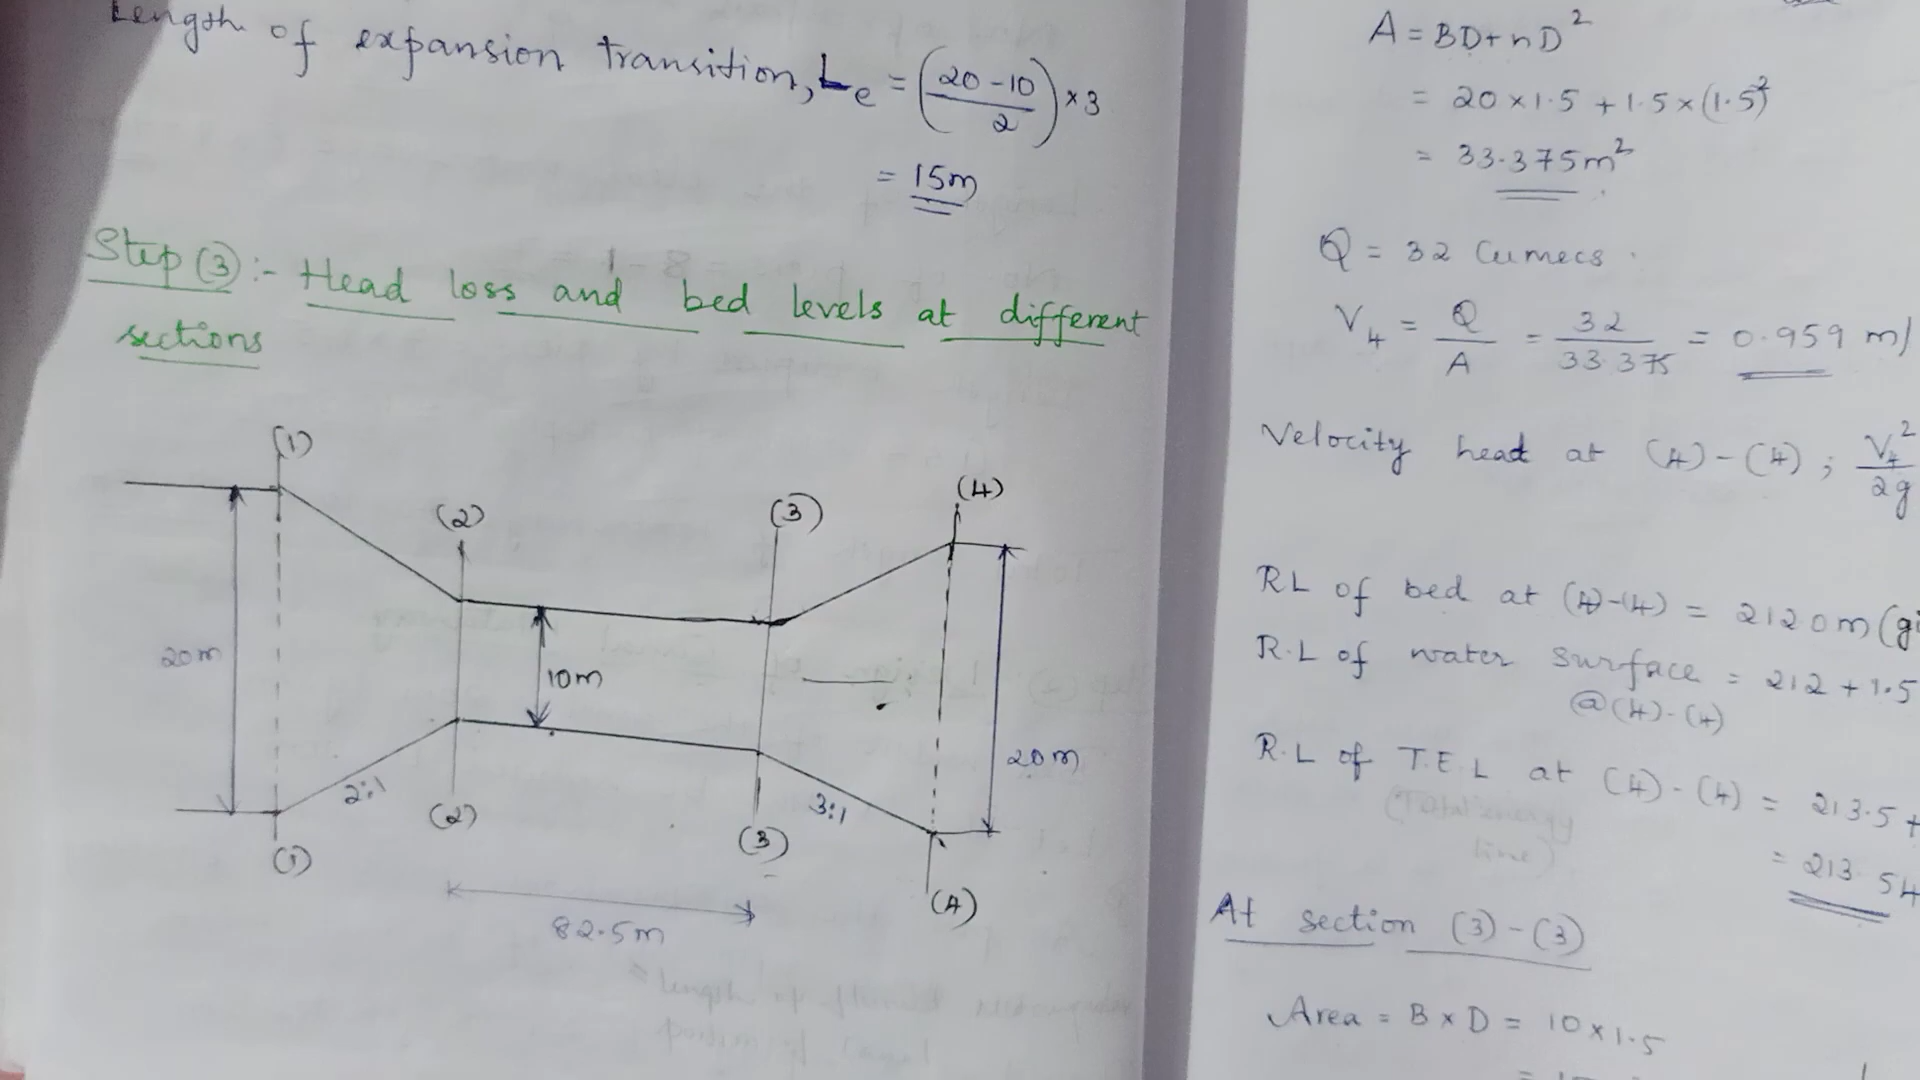 Length of expansion transition, Le = (20-10/2) × 3
= 15m
Step (3):- Head loss and bed levels at different
sections
(1)
(2)
(3)
(4)
20m
10m
20m
2:1
3:1
(1)
(2)
(3)
(4)
82.5m
A = BD+nD²
= 20×1.5 + 1.5×(1.5)²
= 33.375m²
Q = 32 Cumecs.
V4 = Q/A = 32/33.375 = 0.959 m/
Velocity head at (4)-(4); V4²/2g
RL of bed at (4)-(4) = 212.0m (gi
R.L of water surface = 212+1.5
@(4)-(4)
R.L of T.E.L at (4)-(4) = 213.5+
(Total energy
line)
= 213.54
At section (3)-(3)
Area = B×D = 10×1.5